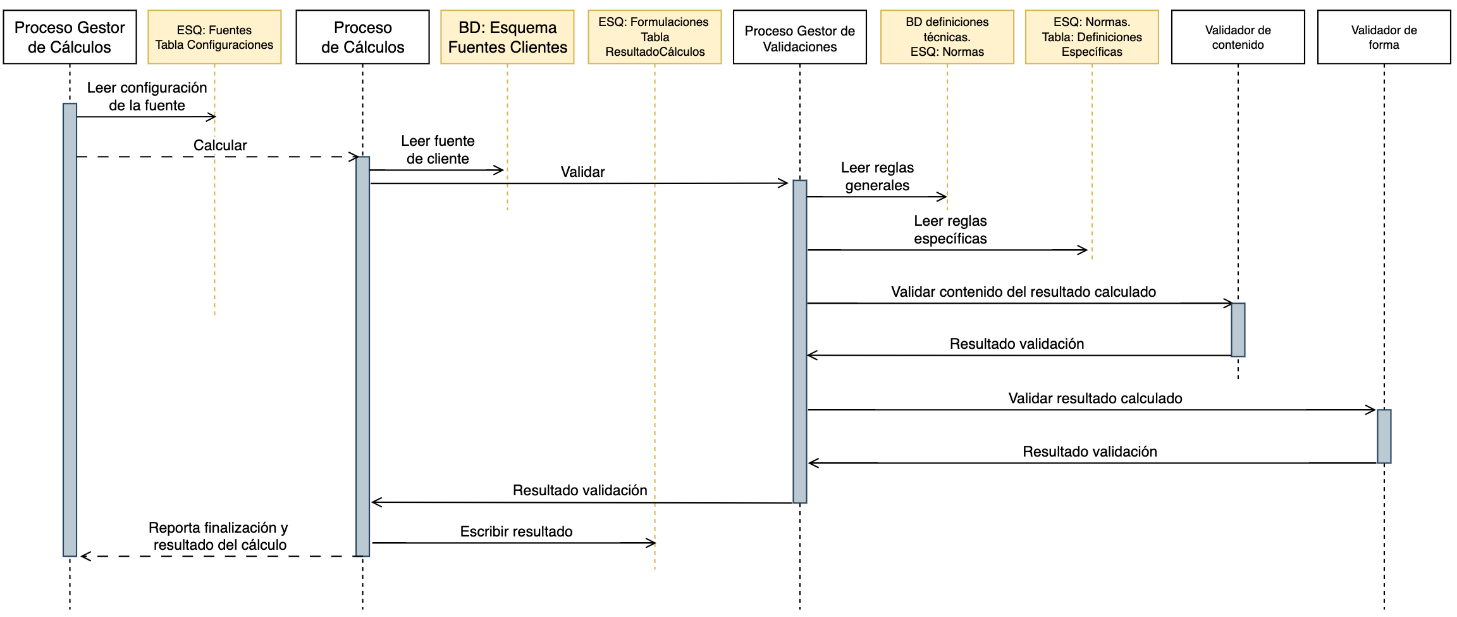 Proceso Gestor
de Cálculos
ESQ: Fuentes
Tabla Configuraciones
Proceso
de Cálculos
BD: Esquema
Fuentes Clientes
ESQ: Formulaciones
Tabla
ResultadoCálculos
Proceso Gestor de
Validaciones
BD definiciones
técnicas.
ESQ: Normas
ESQ: Normas.
Tabla: Definiciones
Específicas
Validador de
contenido
Validador de
forma
Leer configuración
de la fuente
Calcular
Leer fuente
de cliente
Validar
Leer reglas
generales
Leer reglas
específicas
Validar contenido del resultado calculado
Resultado validación
Validar resultado calculado
Resultado validación
Resultado validación
Escribir resultado
Reporta finalización y
resultado del cálculo